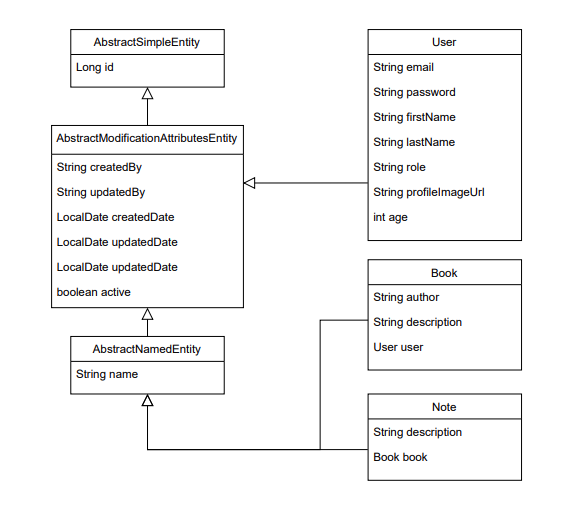 AbstractSimpleEntity
Long id
AbstractModificationAttributesEntity
String createdBy
String updatedBy
LocalDate createdDate
LocalDate updatedDate
LocalDate updatedDate
boolean active
AbstractNamedEntity
String name
User
String email
String password
String firstName
String lastName
String role
String profileImageUrl
int age
Book
String author
String description
User user
Note
String description
Book book